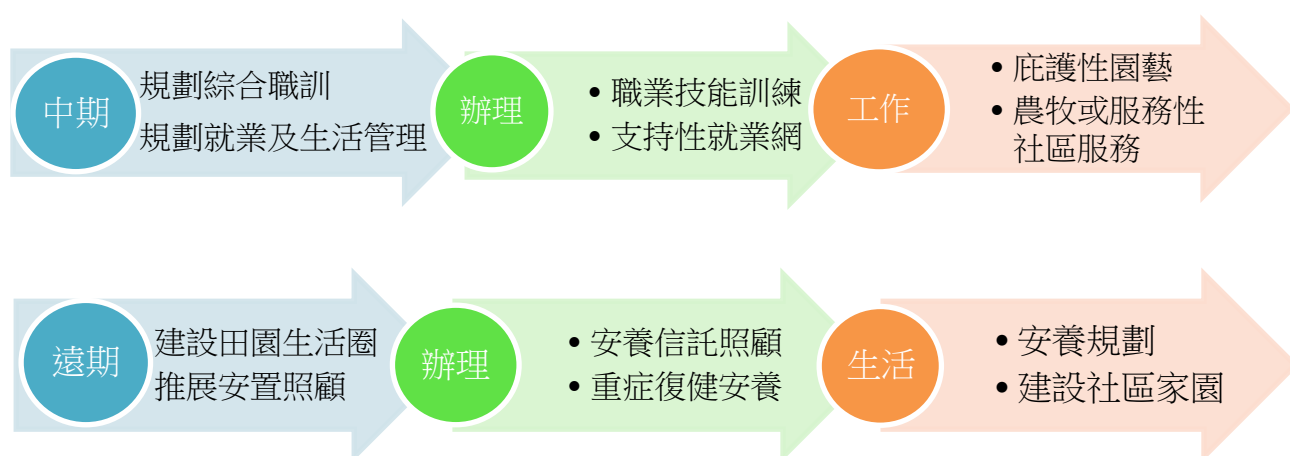 中期
規劃綜合職訓
規劃就業及生活管理
辦理
• 職業技能訓練
• 支持性就業網
工作
• 庇護性園藝
• 農牧或服務性
社區服務
遠期
建設田園生活圈
推展安置照顧
辦理
• 安養信託照顧
• 重症復健安養
生活
• 安養規劃
• 建設社區家園